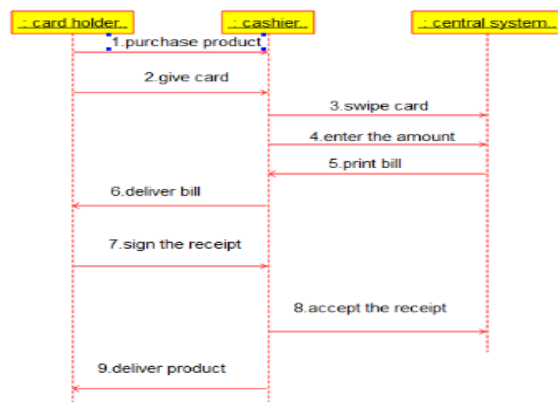 : card holder..
: cashier..
: central system..
1.purchase product
2.give card
3.swipe card
4.enter the amount
5.print bill
6.deliver bill
7.sign the receipt
8.accept the receipt
9.deliver product